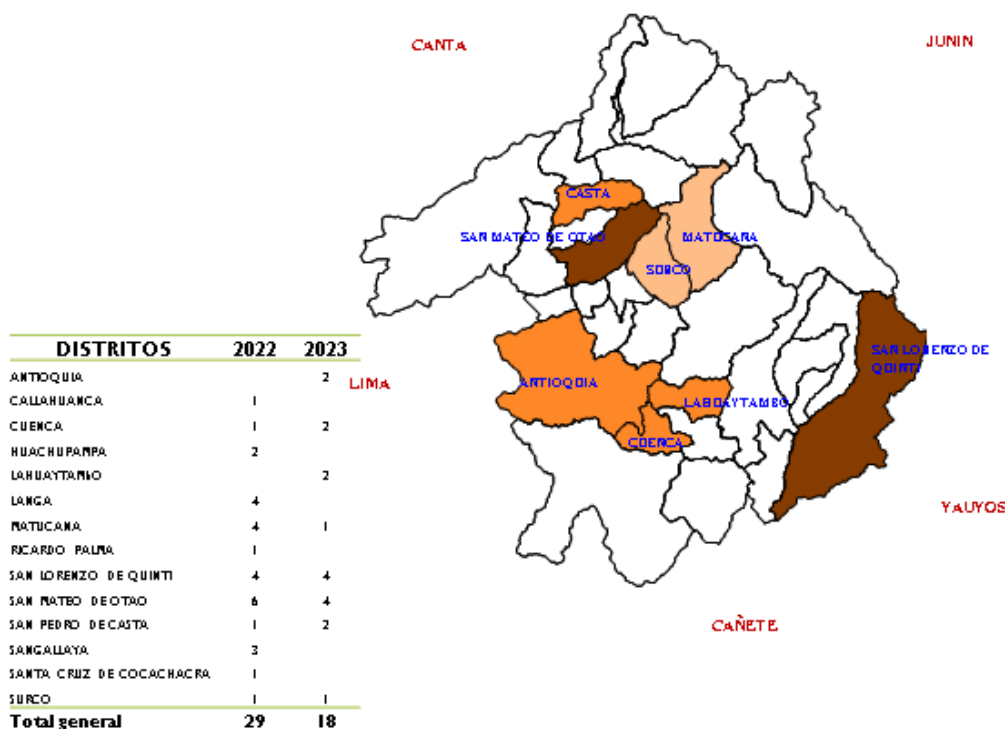 CANTA
JUNIN
CASTA
SAN MATEO DE OTAO
MATUSANA
SURCO
SAN LORENZO DE
QUINTI
LIMA
ANTIOQUIA
LAHUAYTAMBO
CUENCA
YAUYOS
CAÑETE
DISTRITOS 2022 2023
ANTIOQUIA 2
CALLAHUANCA 1
CUENCA 1 2
HUACHUPAMPA 2
LAHUAYTAMBO 2
LANGA 4
MATUCANA 4 1
RICARDO PALMA 1
SAN LORENZO DE QUINTI 4 4
SAN MATEO DE OTAO 6 4
SAN PEDRO DE CASTA 1 2
SANGALLAYA 3
SANTA CRUZ DE COCACHACRA 1
SURCO 1 1
Total general 29 18